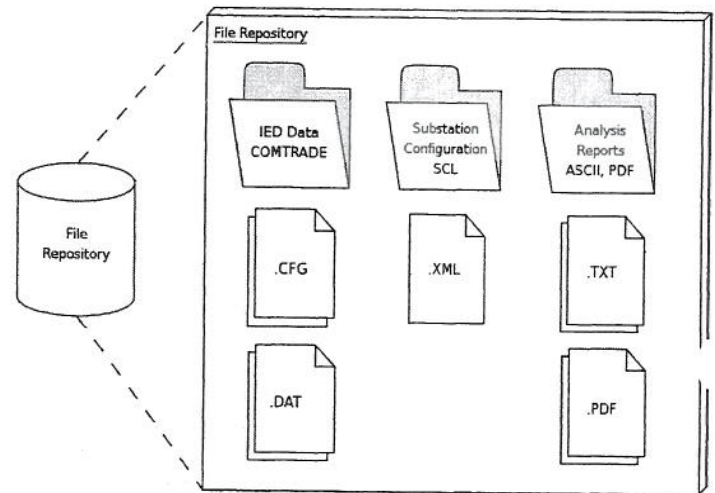 File Repository
IED Data
COMTRADE
Substation
Configuration
SCL
Analysis
Reports
ASCII, PDF
File
Repository
.CFG
.XML
.TXT
.DAT
.PDF